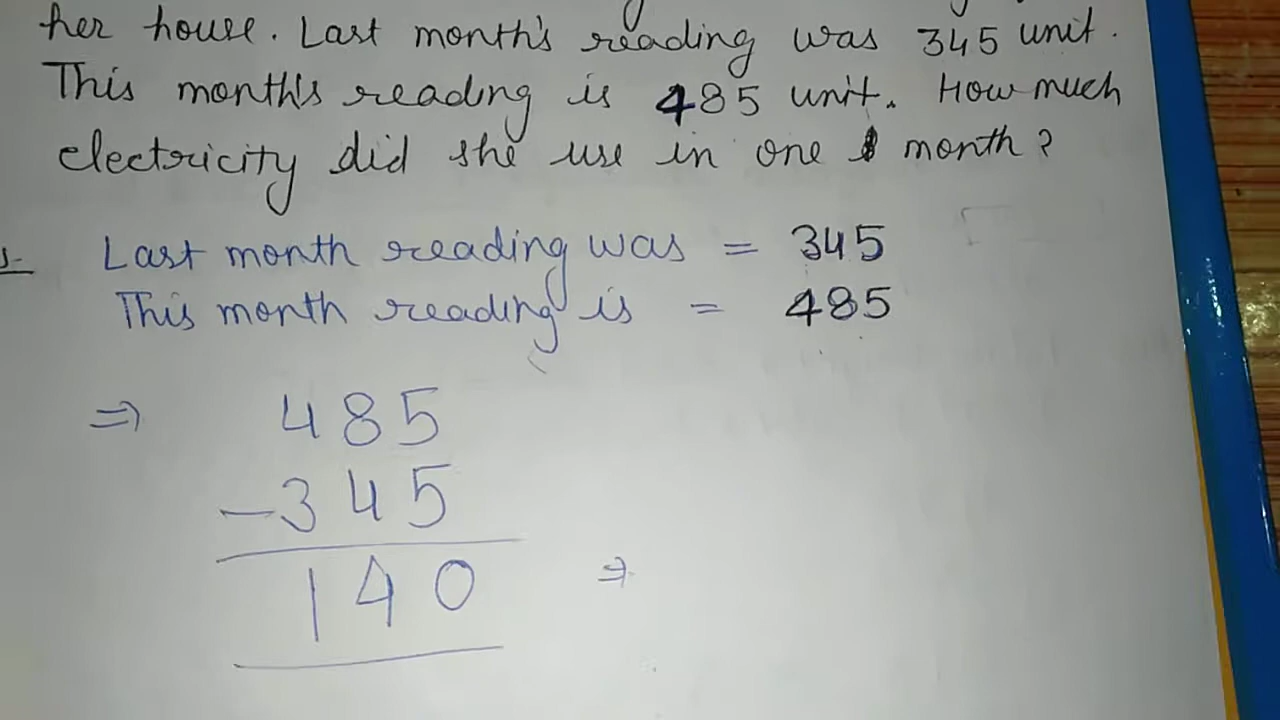 her house. Last month's reading was 345 unit.
This month's reading is 485 unit. How much
electricity did she use in one month?
Last month reading was = 345
This month reading is = 485
⇒ 485
- 345
140 ⇒